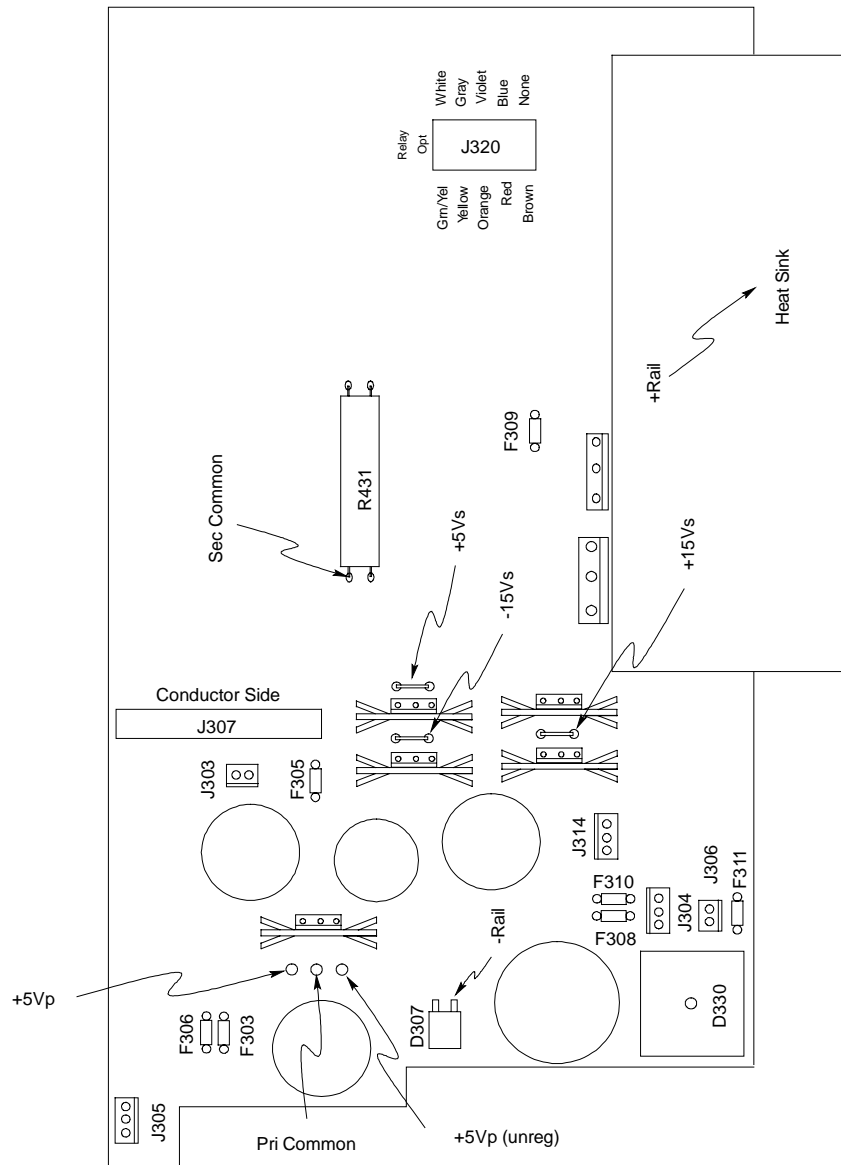 White
Gray
Violet
Blue
None
Relay
Opt
J320
Grn/Yel
Yellow
Orange
Red
Brown
Heat Sink
+Rail
F309
R431
Sec Common
+5Vs
-15Vs
+15Vs
Conductor Side
J307
J303
F305
J314
J306
F311
F310
J304
F308
-Rail
+5Vp
D330
D307
F306
F303
J305
Pri Common
+5Vp (unreg)